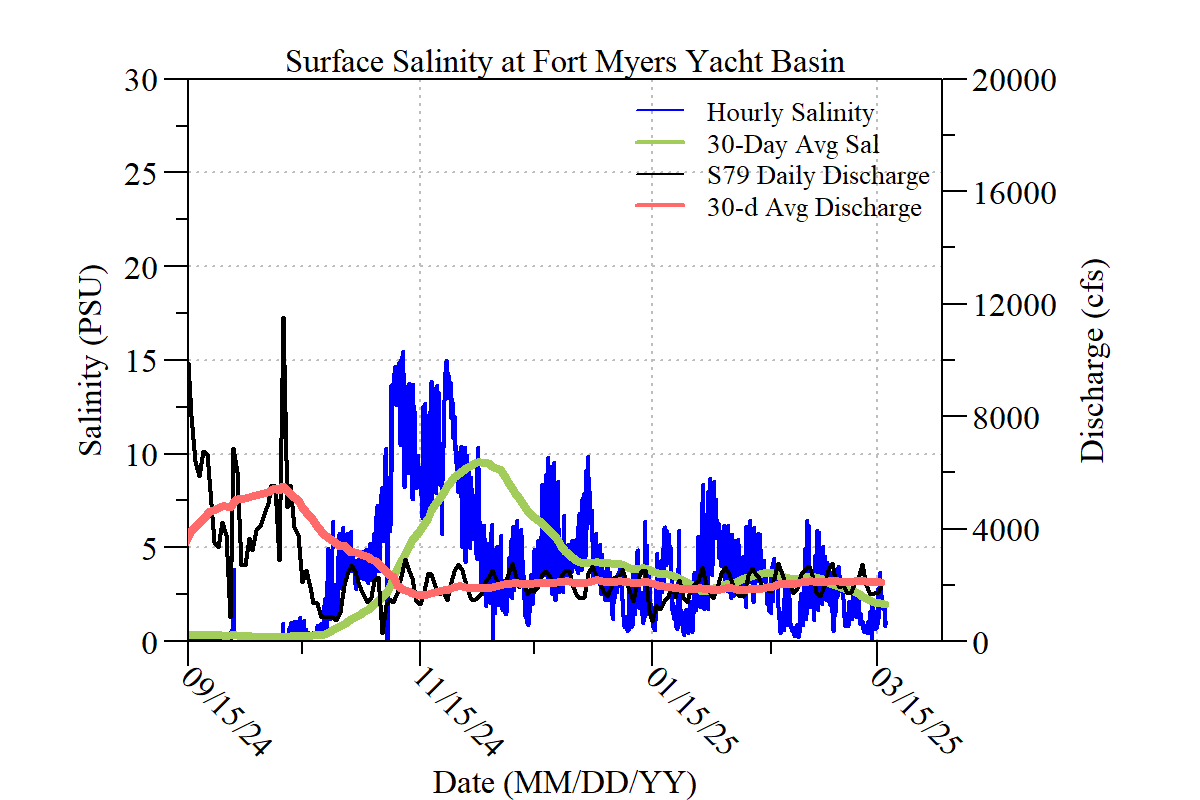 Surface Salinity at Fort Myers Yacht Basin
30
25
20
15
10
5
0
Salinity (PSU)
Hourly Salinity
30-Day Avg Sal
S79 Daily Discharge
30-d Avg Discharge
20000
16000
12000
8000
4000
0
Discharge (cfs)
09/15/24
11/15/24
01/15/25
03/15/25
Date (MM/DD/YY)